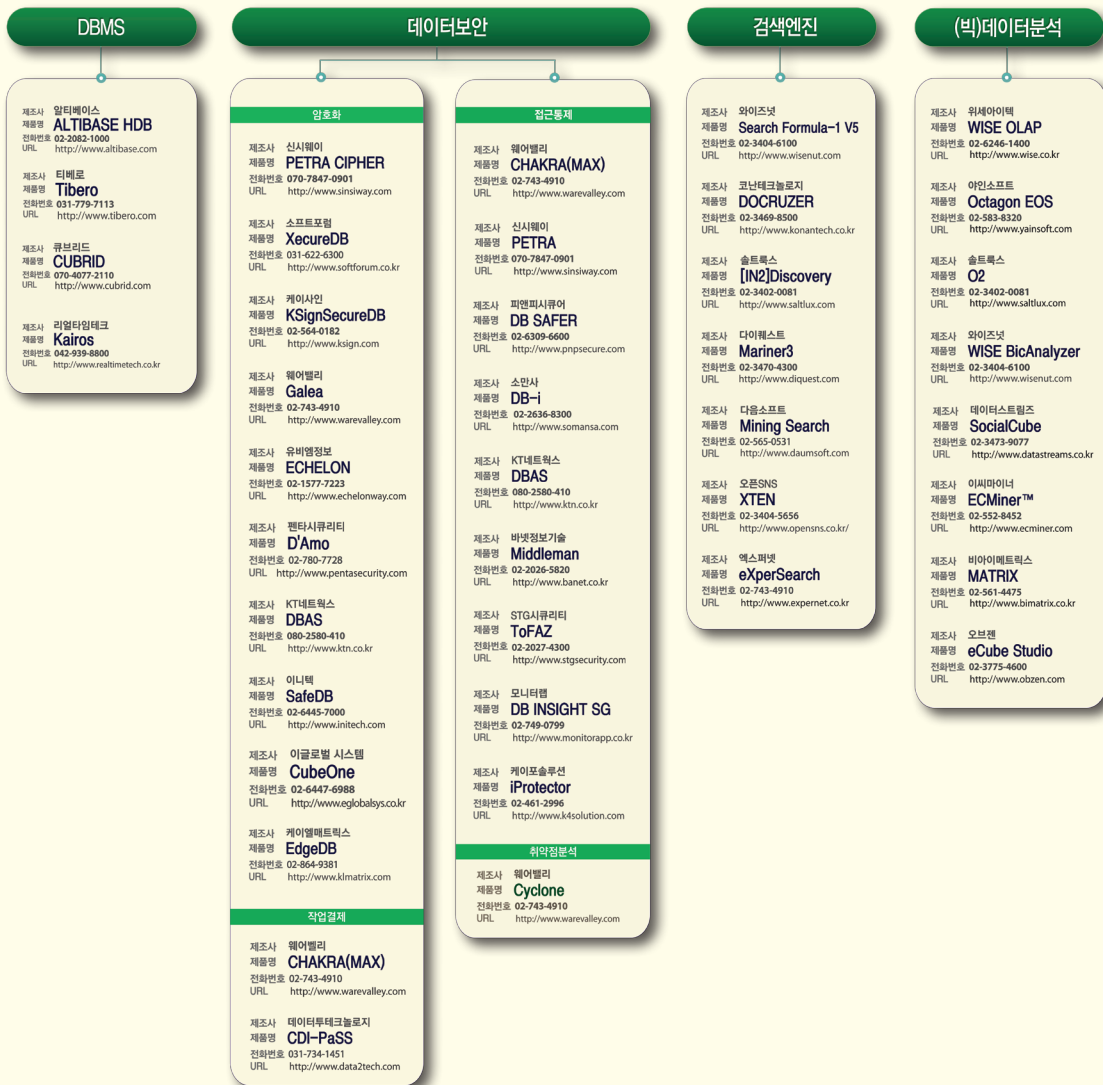 DBMS
제조사 알티베이스
제품명 ALTIBASE HDB
전화번호 02-2082-1000
URL http://www.altibase.com
제조사 티베로
제품명 Tibero
전화번호 031-779-7113
URL http://www.tibero.com
제조사 큐브리드
제품명 CUBRID
전화번호 070-4077-2110
URL http://www.cubrid.com
제조사 리얼타임테크
제품명 Kairos
전화번호 042-939-8800
URL http://www.realtimetech.co.kr
데이터보안
암호화
제조사 신시웨이
제품명 PETRA CIPHER
전화번호 070-7847-0901
URL http://www.sinsiway.com
제조사 소프트포럼
제품명 XecureDB
전화번호 031-622-6300
URL http://www.softforum.co.kr
제조사 케이사인
제품명 KSignSecureDB
전화번호 02-564-0182
URL http://www.ksign.com
제조사 웨어밸리
제품명 Galea
전화번호 02-743-4910
URL http://www.warevalley.com
제조사 유비엠정보
제품명 ECHELON
전화번호 02-1577-7223
URL http://www.echelonway.com
제조사 펜타시큐리티
제품명 D'Amo
전화번호 02-780-7728
URL http://www.pentasecurity.com
제조사 KT네트웍스
제품명 DBAS
전화번호 080-2580-410
URL http://www.ktn.co.kr
제조사 이니텍
제품명 SafeDB
전화번호 02-6445-7000
URL http://www.initech.com
제조사 이글로벌 시스템
제품명 CubeOne
전화번호 02-6447-6988
URL http://www.eglobalsys.co.kr
제조사 케이엘매트릭스
제품명 EdgeDB
전화번호 02-864-9381
URL http://www.klmatrix.com
작업결제
제조사 웨어벨리
제품명 CHAKRA(MAX)
전화번호 02-743-4910
URL http://www.warevalley.com
제조사 데이터투테크놀로지
제품명 CDI-PaSS
전화번호 031-734-1451
URL http://www.data2tech.com
접근통제
제조사 웨어밸리
제품명 CHAKRA(MAX)
전화번호 02-743-4910
URL http://www.warevalley.com
제조사 신시웨이
제품명 PETRA
전화번호 070-7847-0901
URL http://www.sinsiway.com
제조사 피앤피시큐어
제품명 DB SAFER
전화번호 02-6309-6600
URL http://www.pnpsecure.com
제조사 소만사
제품명 DB-i
전화번호 02-2636-8300
URL http://www.somansa.com
제조사 KT네트웍스
제품명 DBAS
전화번호 080-2580-410
URL http://www.ktn.co.kr
제조사 바넷정보기술
제품명 Middleman
전화번호 02-2026-5820
URL http://www.banet.co.kr
제조사 STG시큐리티
제품명 ToFAZ
전화번호 02-2027-4300
URL http://www.stgsecurity.com
제조사 모니터랩
제품명 DB INSIGHT SG
전화번호 02-749-0799
URL http://www.monitorapp.co.kr
제조사 케이포솔루션
제품명 iProtector
전화번호 02-461-2996
URL http://www.k4solution.com
취약점분석
제조사 웨어밸리
제품명 Cyclone
전화번호 02-743-4910
URL http://www.warevalley.com
검색엔진
제조사 와이즈넛
제품명 Search Formula-1 V5
전화번호 02-3404-6100
URL http://www.wisenut.com
제조사 코난테크놀로지
제품명 DOCRUZER
전화번호 02-3469-8500
URL http://www.konantech.co.kr
제조사 솔트룩스
제품명 [IN2]Discovery
전화번호 02-3402-0081
URL http://www.saltlux.com
제조사 다이퀘스트
제품명 Mariner3
전화번호 02-3470-4300
URL http://www.diquest.com
제조사 다음소프트
제품명 Mining Search
전화번호 02-565-0531
URL http://www.daumsoft.com
제조사 오픈SNS
제품명 XTEN
전화번호 02-3404-5656
URL http://www.opensns.co.kr/
제조사 엑스퍼넷
제품명 eXperSearch
전화번호 02-743-4910
URL http://www.expernet.co.kr
(빅)데이터분석
제조사 위세아이텍
제품명 WISE OLAP
전화번호 02-6246-1400
URL http://www.wise.co.kr
제조사 야인소프트
제품명 Octagon EOS
전화번호 02-583-8320
URL http://www.yainsoft.com
제조사 솔트룩스
제품명 O2
전화번호 02-3402-0081
URL http://www.saltlux.com
제조사 와이즈넛
제품명 WISE BicAnalyzer
전화번호 02-3404-6100
URL http://www.wisenut.com
제조사 데이터스트림즈
제품명 SocialCube
전화번호 02-3473-9077
URL http://www.datastreams.co.kr
제조사 이씨마이너
제품명 ECMiner™
전화번호 02-552-8452
URL http://www.ecminer.com
제조사 비아이메트릭스
제품명 MATRIX
전화번호 02-561-4475
URL http://www.bimatrix.co.kr
제조사 오브젠
제품명 eCube Studio
전화번호 02-3775-4600
URL http://www.obzen.com